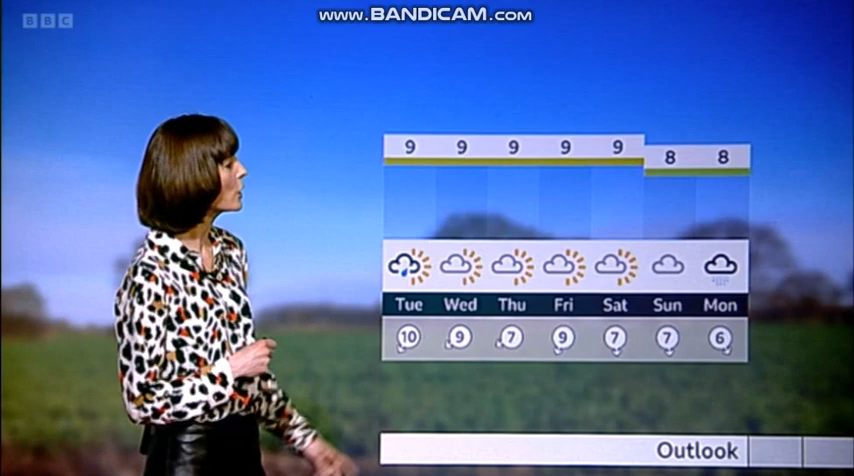 BBC
www.BANDICAM.com
9 9 9 9 9 8 8
Tue Wed Thu Fri Sat Sun Mon
10 9 7 9 7 7 6
Outlook